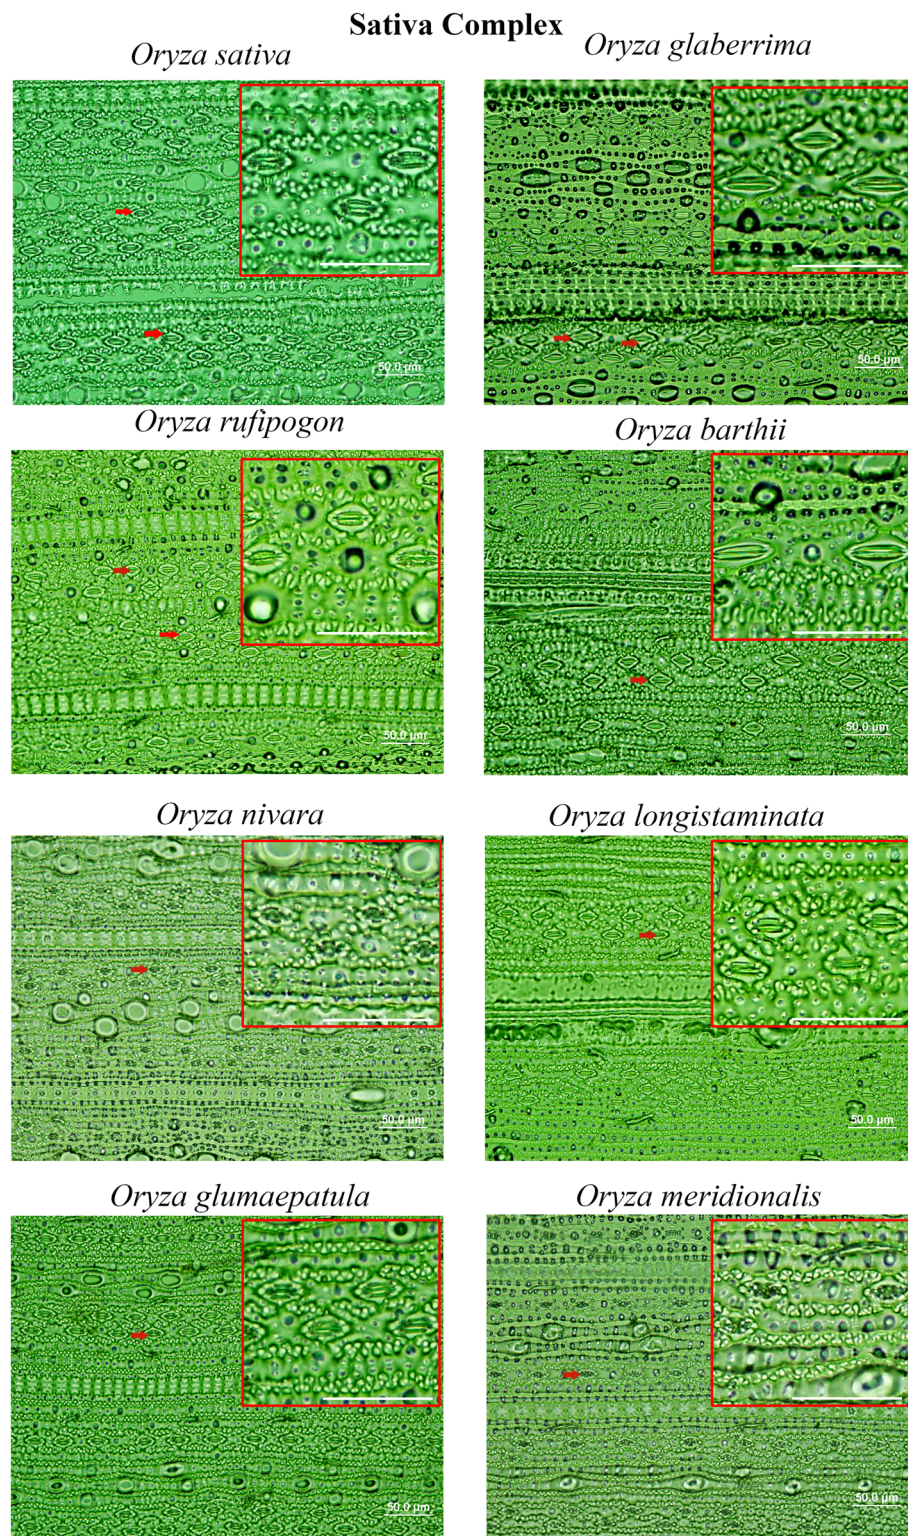 Sativa Complex
Oryza sativa
Oryza glaberrima
50.0 µm
50.0 µm
Oryza rufipogon
Oryza barthii
50.0 µm
50.0 µm
Oryza nivara
Oryza longistaminata
50.0 µm
50.0 µm
Oryza glumaepatula
Oryza meridionalis
50.0 µm
50.0 µm